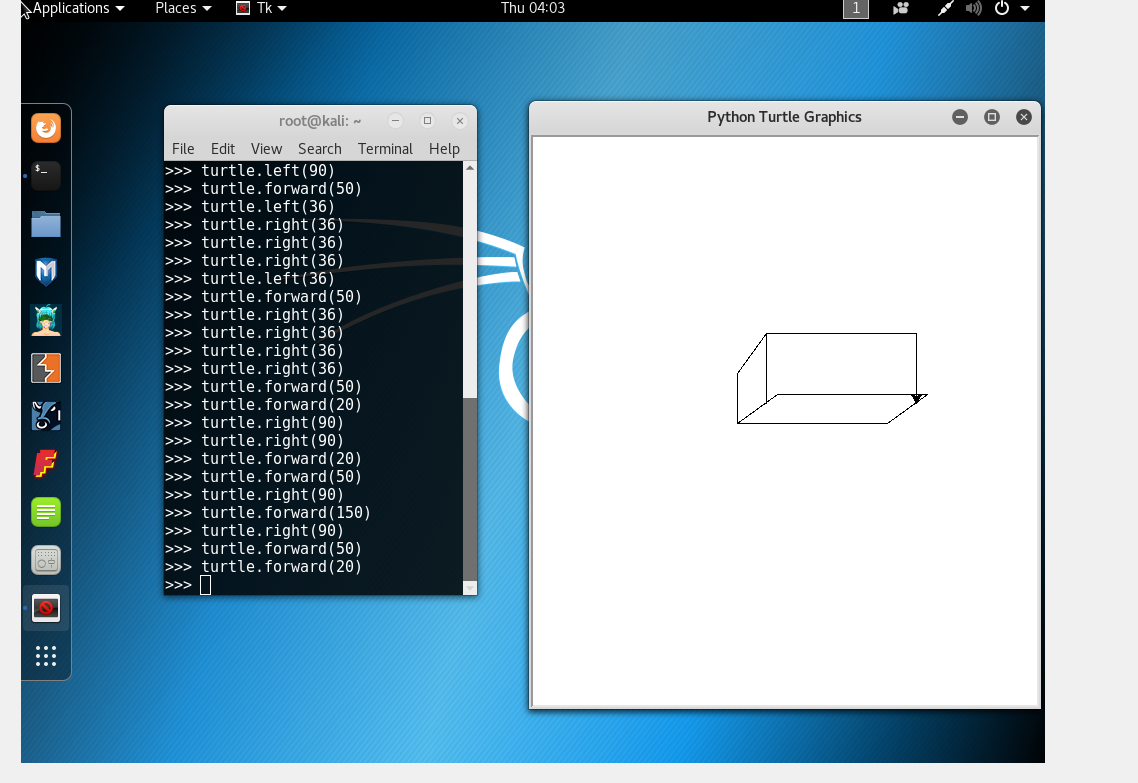 Applications Places Tk Thu 04:03 1
root@kali: ~
File Edit View Search Terminal Help
>>> turtle.left(90)
>>> turtle.forward(50)
>>> turtle.left(36)
>>> turtle.right(36)
>>> turtle.right(36)
>>> turtle.right(36)
>>> turtle.left(36)
>>> turtle.forward(50)
>>> turtle.right(36)
>>> turtle.right(36)
>>> turtle.right(36)
>>> turtle.right(36)
>>> turtle.forward(50)
>>> turtle.forward(20)
>>> turtle.right(90)
>>> turtle.right(90)
>>> turtle.forward(20)
>>> turtle.forward(50)
>>> turtle.right(90)
>>> turtle.forward(150)
>>> turtle.right(90)
>>> turtle.forward(50)
>>> turtle.forward(20)
>>>
Python Turtle Graphics